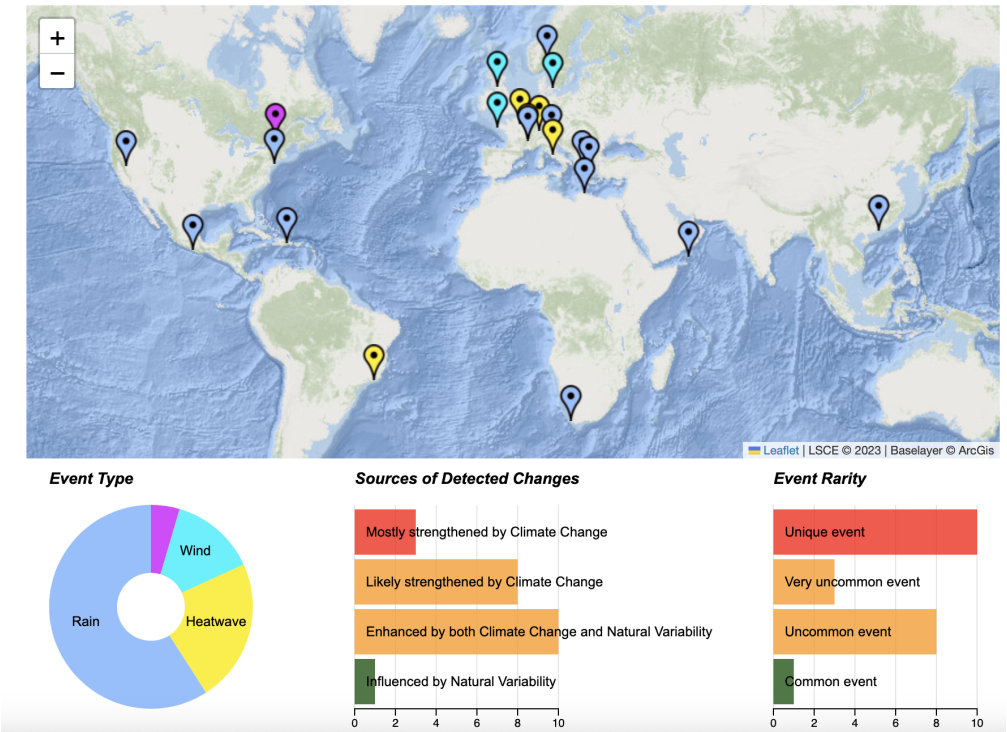 +
−
Leaflet | LSCE © 2023 | Baselayer © ArcGis
Event Type
Wind
Rain
Heatwave
Sources of Detected Changes
Mostly strengthened by Climate Change
Likely strengthened by Climate Change
Enhanced by both Climate Change and Natural Variability
Influenced by Natural Variability
0 2 4 6 8 10
Event Rarity
Unique event
Very uncommon event
Uncommon event
Common event
0 2 4 6 8 10